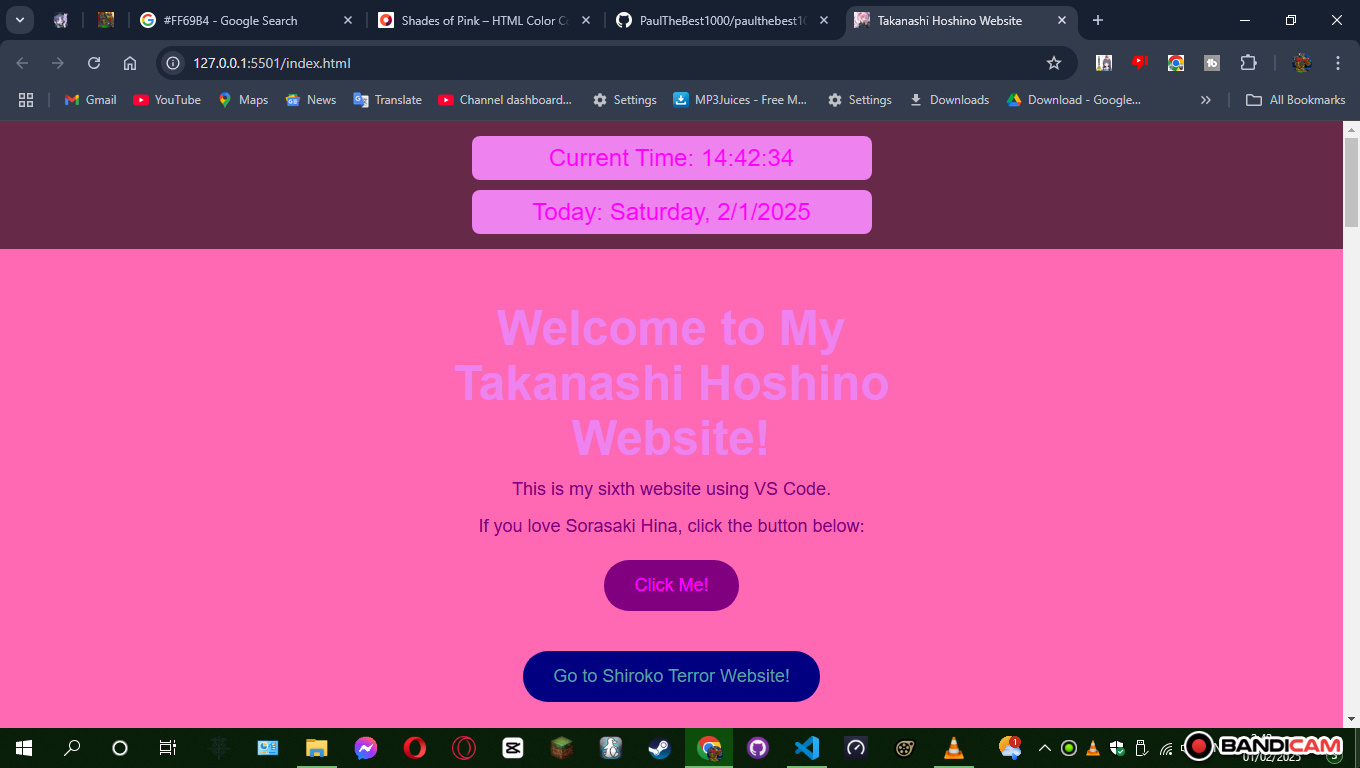 #FF69B4 - Google Search
Shades of Pink – HTML Color Co
PaulTheBest1000/paulthebest10
Takanashi Hoshino Website
127.0.0.1:5501/index.html
Gmail
YouTube
Maps
News
Translate
Channel dashboard...
Settings
MP3Juices - Free M...
Settings
Downloads
Download - Google...
All Bookmarks
Current Time: 14:42:34
Today: Saturday, 2/1/2025
Welcome to My
Takanashi Hoshino
Website!
This is my sixth website using VS Code.
If you love Sorasaki Hina, click the button below:
Click Me!
Go to Shiroko Terror Website!
1
BANDICAM
01/02/2025
3